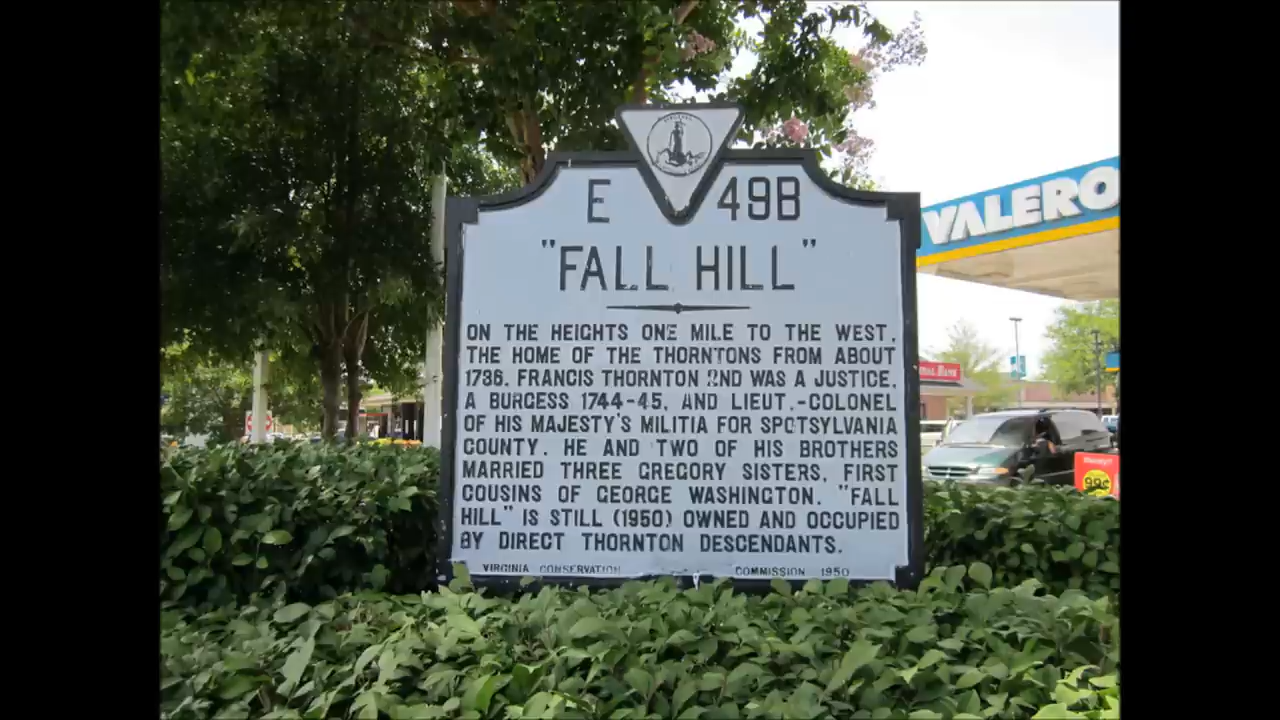 E 49B
"FALL HILL"
ON THE HEIGHTS ONE MILE TO THE WEST,
THE HOME OF THE THORNTONS FROM ABOUT
1736. FRANCIS THORNTON 2ND WAS A JUSTICE,
A BURGESS 1744-45, AND LIEUT.-COLONEL
OF HIS MAJESTY'S MILITIA FOR SPOTSYLVANIA
COUNTY. HE AND TWO OF HIS BROTHERS
MARRIED THREE GREGORY SISTERS, FIRST
COUSINS OF GEORGE WASHINGTON. "FALL
HILL" IS STILL (1950) OWNED AND OCCUPIED
BY DIRECT THORNTON DESCENDANTS.
VIRGINIA CONSERVATION COMMISSION 1950
VALERO
99¢